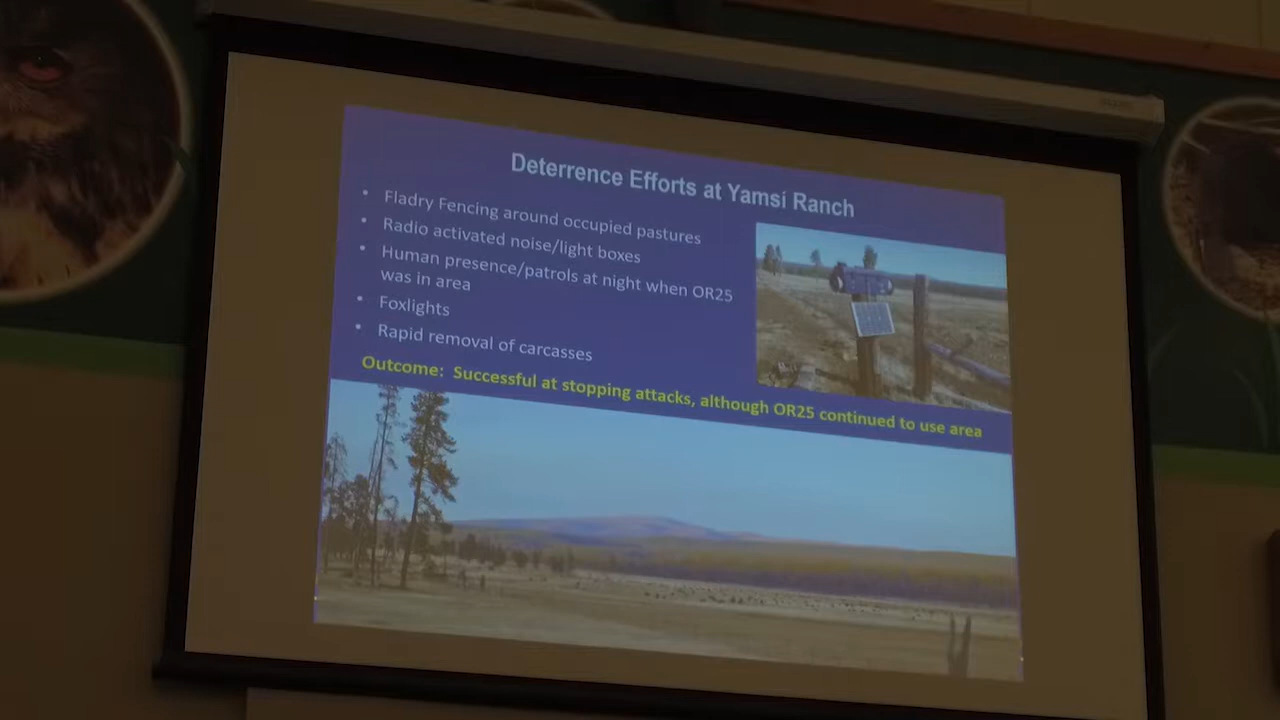 Deterrence Efforts at Yamsi Ranch
• Fladry Fencing around occupied pastures
• Radio activated noise/light boxes
• Human presence/patrols at night when OR25
was in area
• Foxlights
• Rapid removal of carcasses
Outcome: Successful at stopping attacks, although OR25 continued to use area